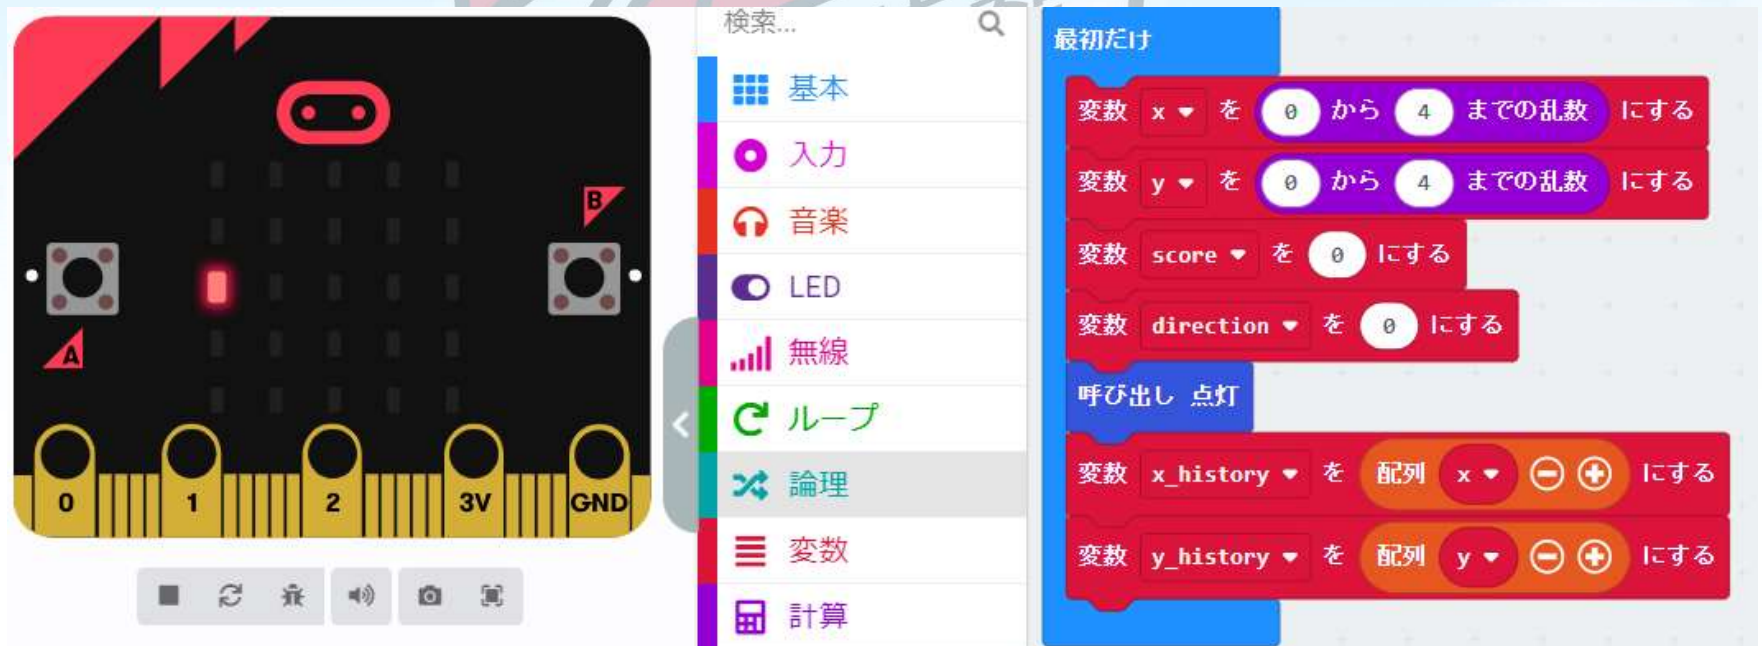 検索...
基本
入力
音楽
LED
無線
ループ
論理
変数
計算
B
A
0
1
2
3V
GND
最初だけ
変数 x を 0 から 4 までの乱数 にする
変数 y を 0 から 4 までの乱数 にする
変数 score を 0 にする
変数 direction を 0 にする
呼び出し 点灯
変数 x_history を 配列 x にする
変数 y_history を 配列 y にする